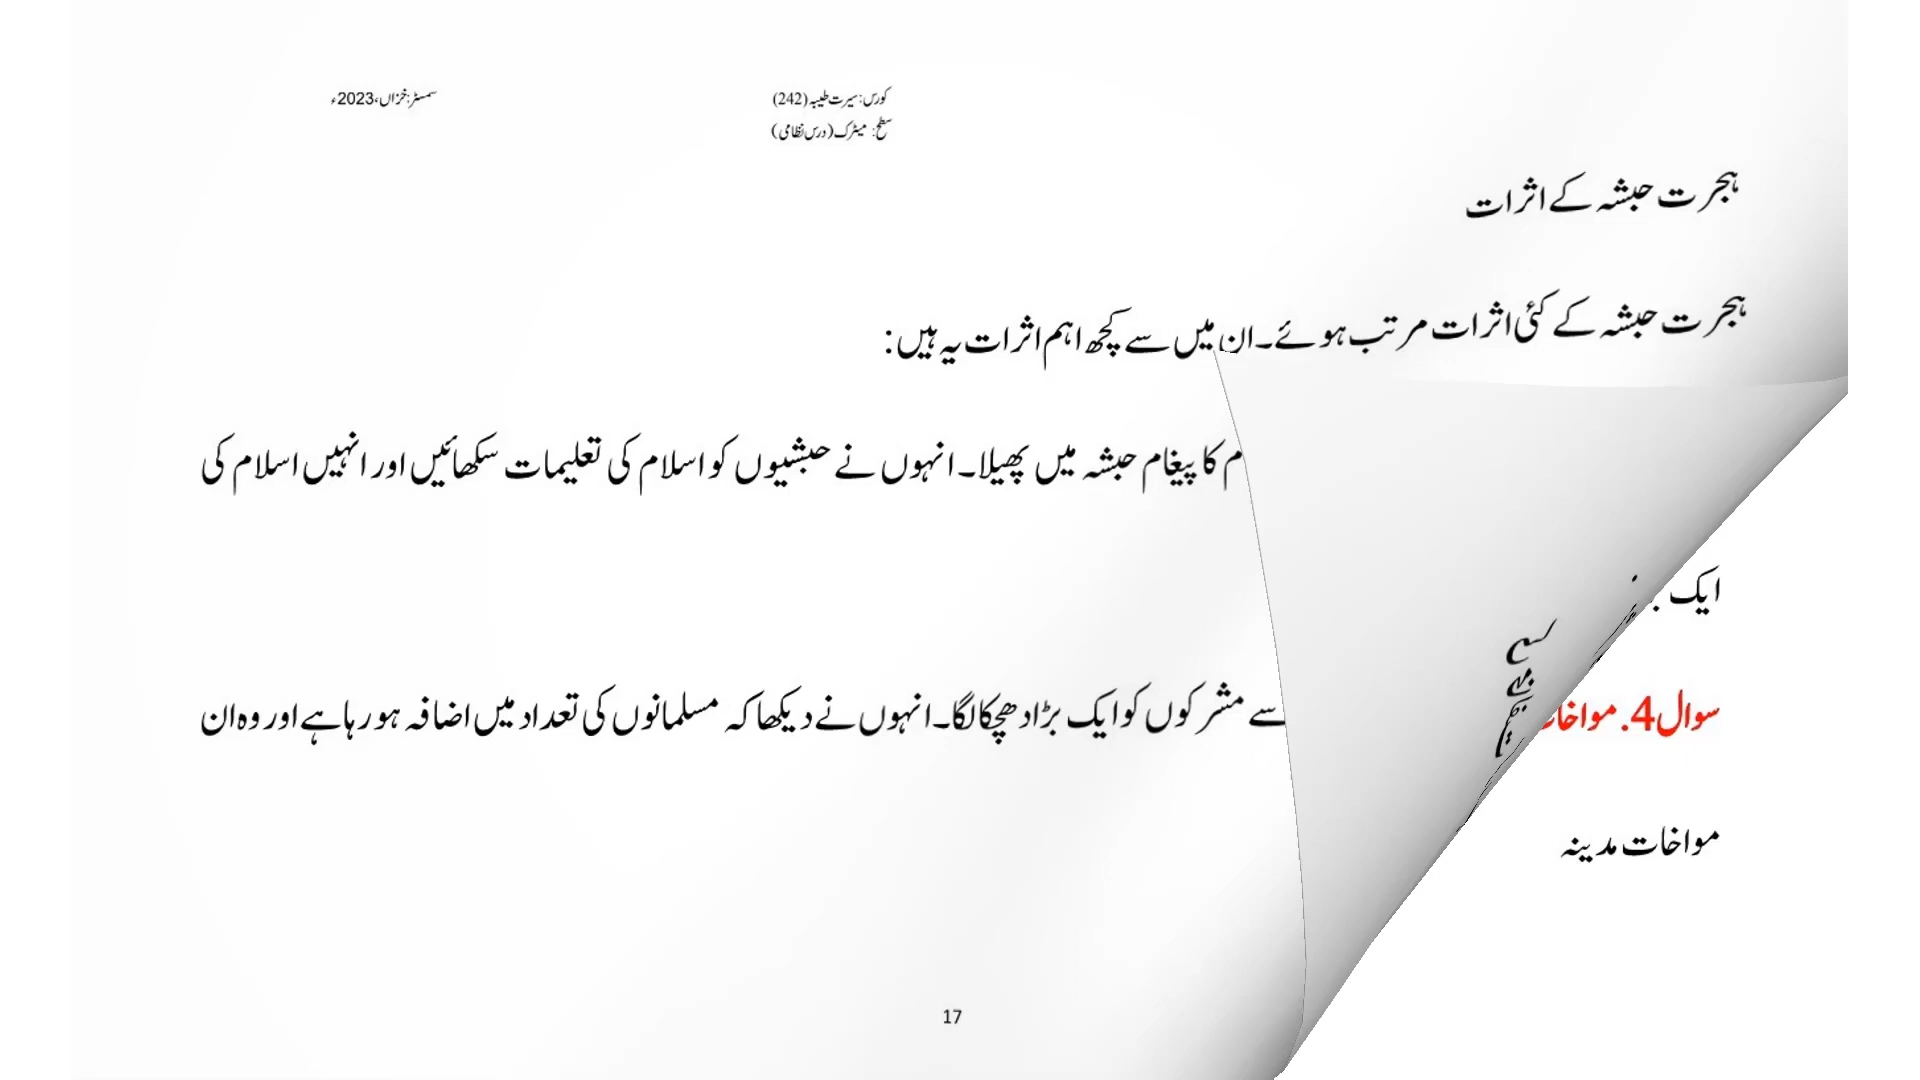 کورس: سیرت طیبہ (242) سمسٹر: خزاں، 2023ء
سطح: میٹرک (درس نظامی)
ہجرت حبشہ کے اثرات
ہجرت حبشہ کے کئی اثرات مرتب ہوئے۔ ان میں سے کچھ اہم اثرات یہ ہیں:
کا پیغام حبشہ میں پھیلا۔ انہوں نے حبشیوں کو اسلام کی تعلیمات سکھائیں اور انہیں اسلام کی
ایک
سے مشرکوں کو ایک بڑا دھچکا لگا۔ انہوں نے دیکھا کہ مسلمانوں کی تعداد میں اضافہ ہو رہا ہے اور وہ ان
سوال 4.
مواخات مدینہ
17